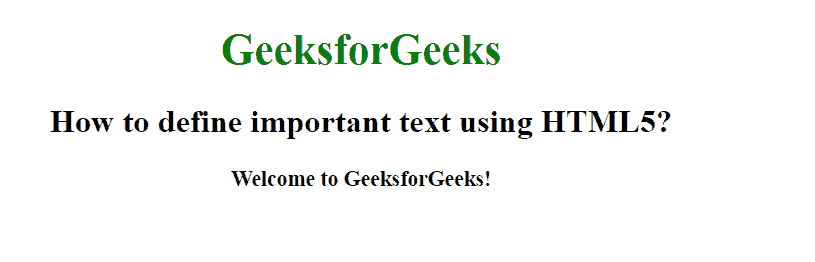 GeeksforGeeks
How to define important text using HTML5?
Welcome to GeeksforGeeks!